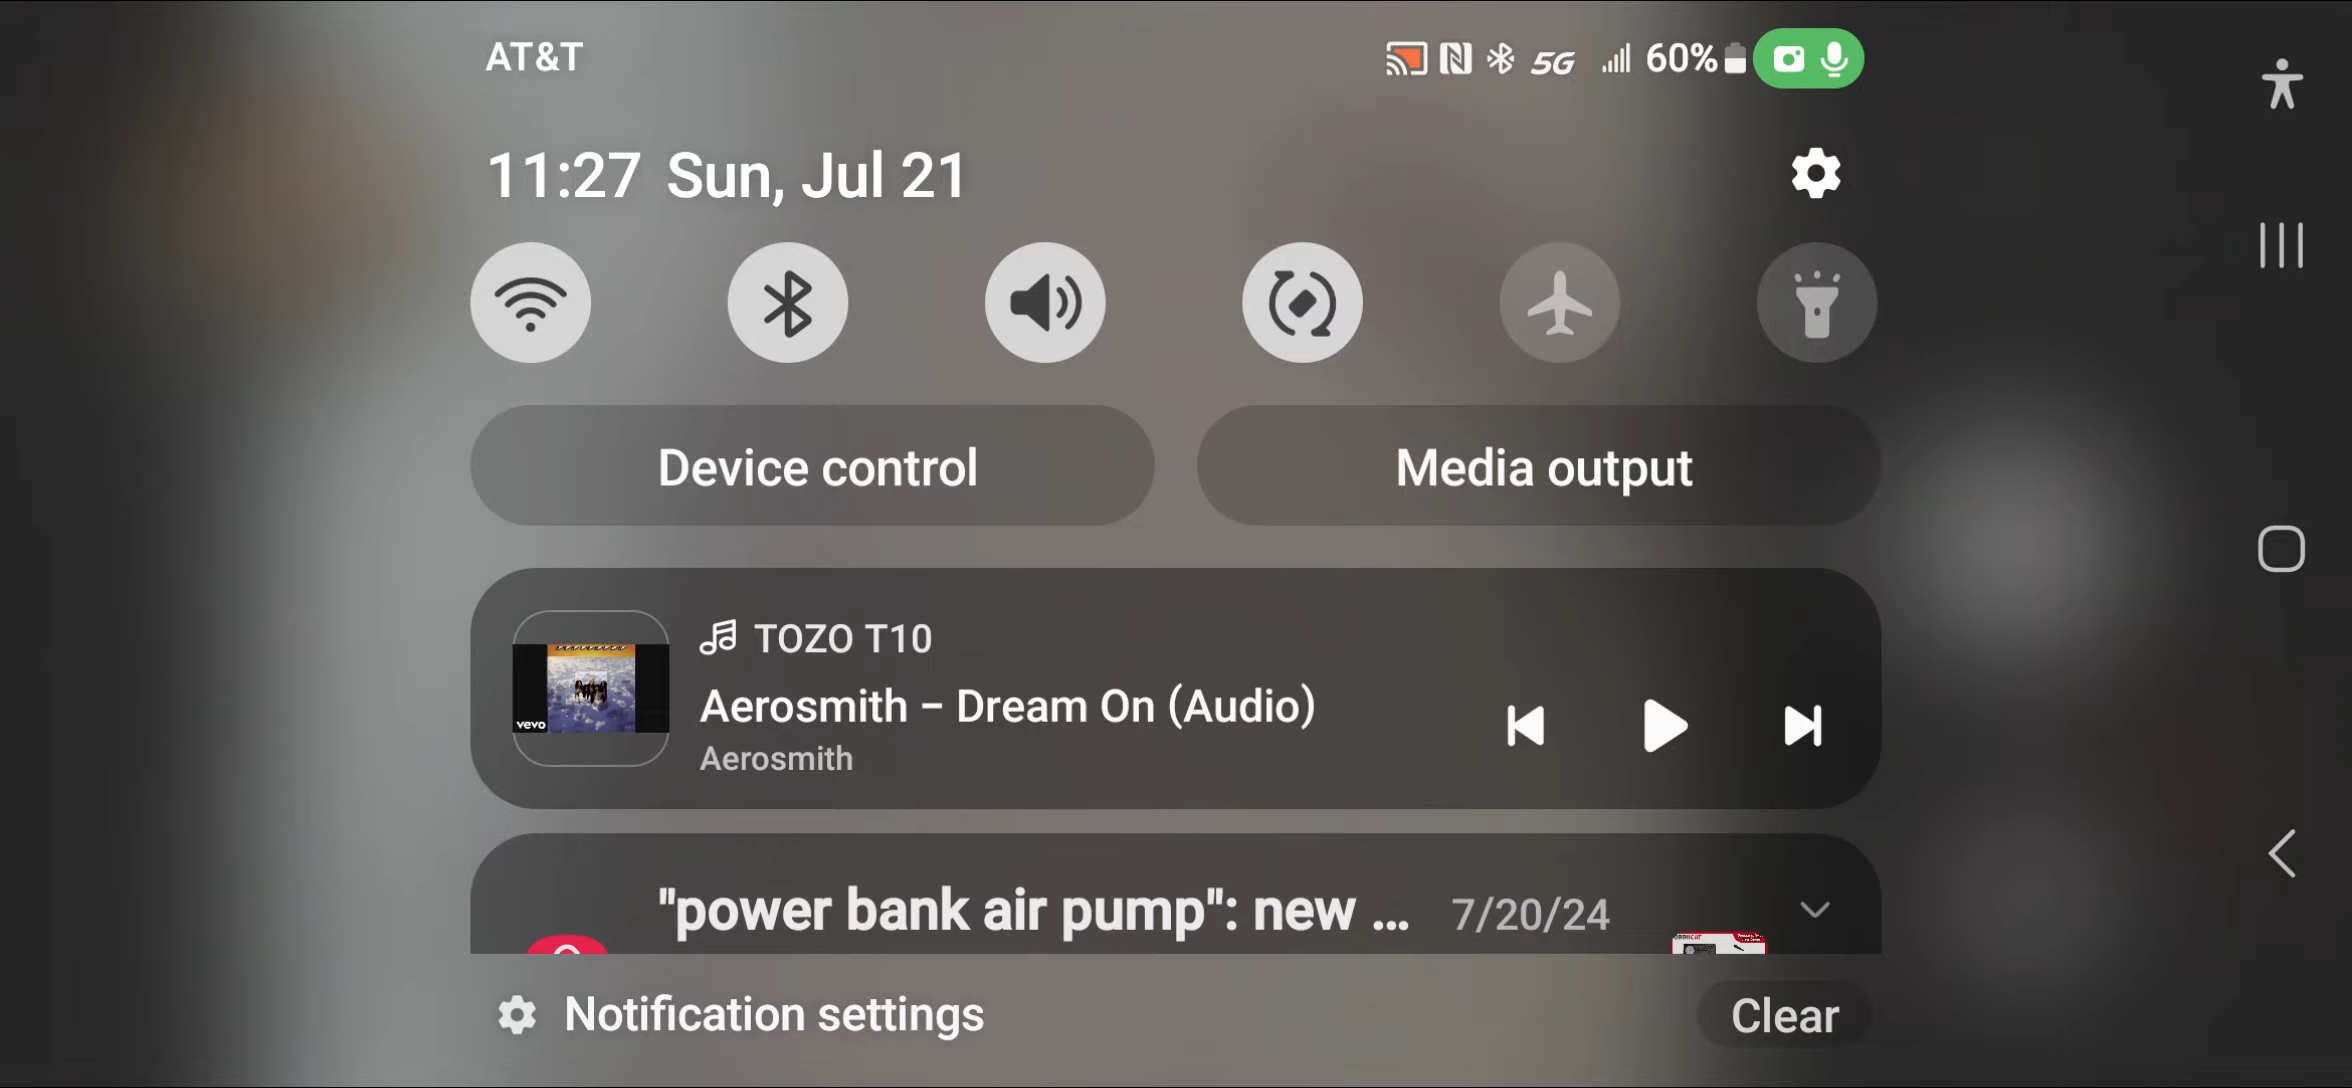 AT&T
5G 60%
11:27 Sun, Jul 21
Device control
Media output
TOZO T10
Aerosmith – Dream On (Audio)
Aerosmith
vevo
"power bank air pump": new ... 7/20/24
Notification settings
Clear